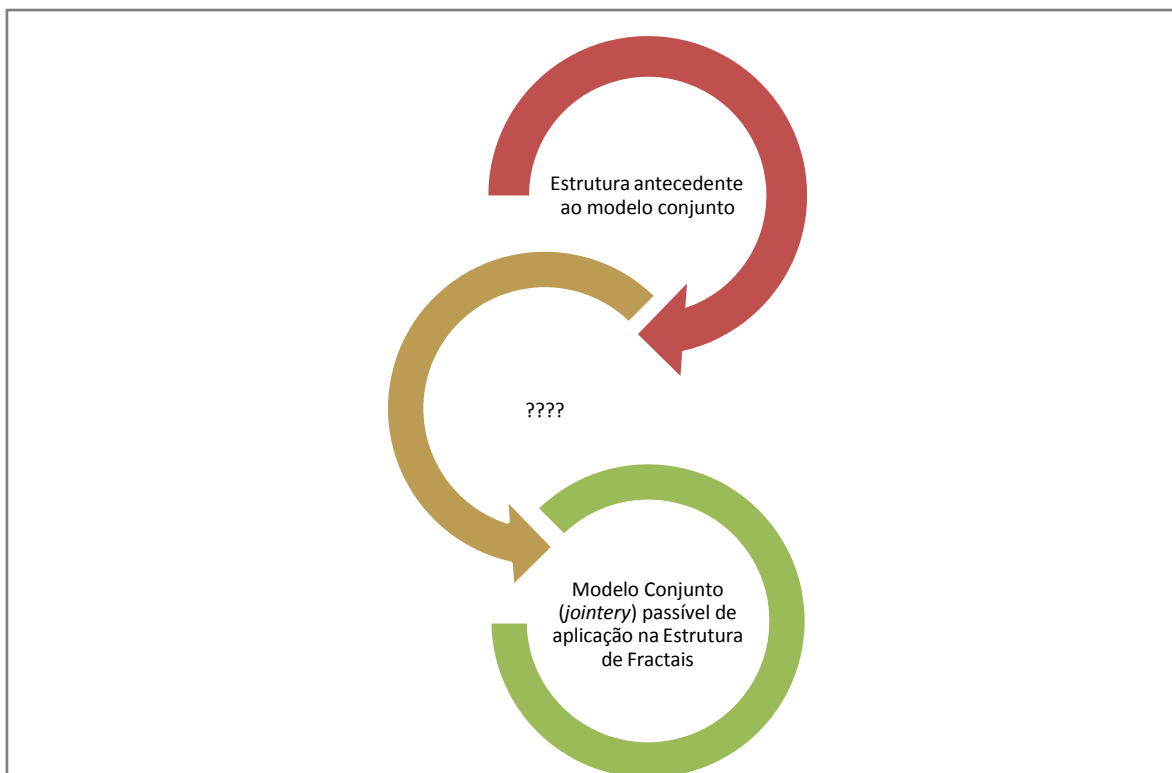 Estrutura antecedente
ao modelo conjunto
????
Modelo Conjunto
(jointery) passível de
aplicação na Estrutura
de Fractais